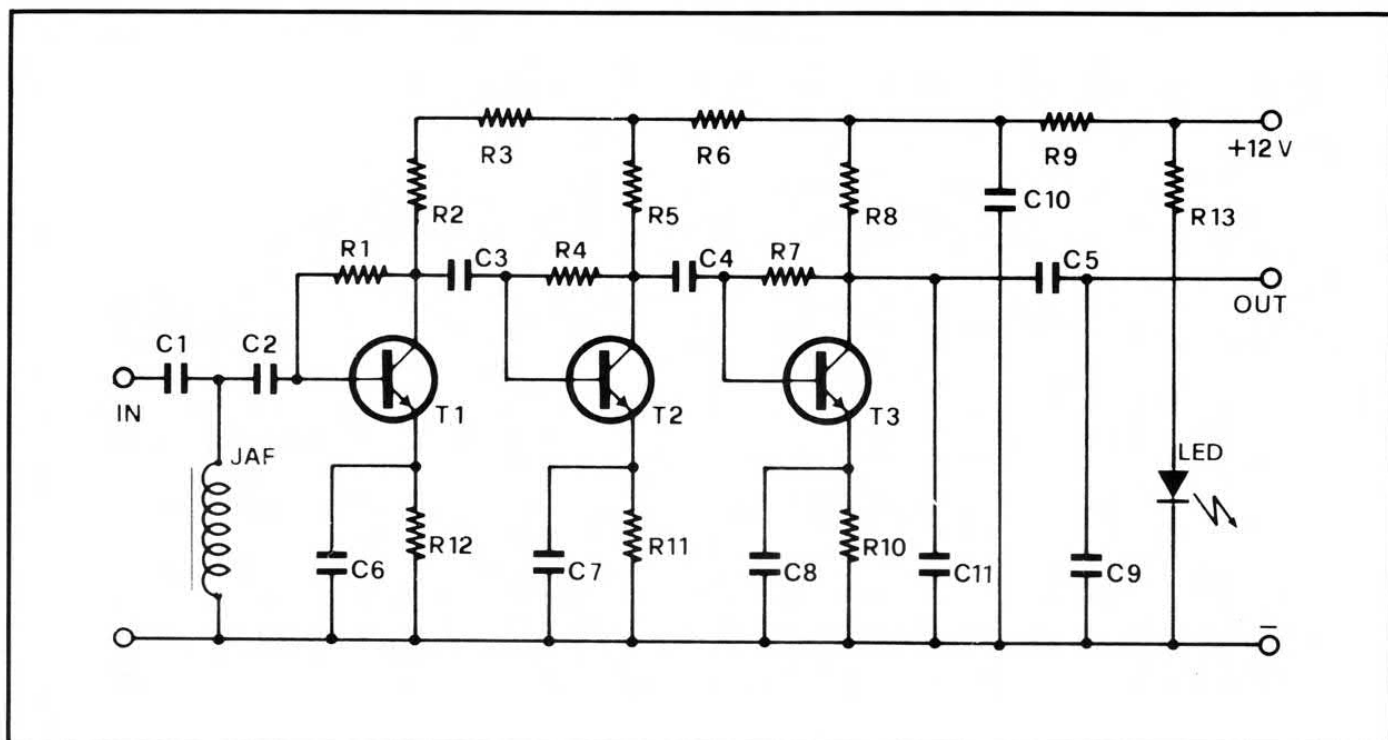 R3
R6
R9
+12 V
R2
R5
R8
C10
R13
R1
C3
R4
C4
R7
C5
OUT
C1
C2
IN
T1
T2
T3
JAF
LED
R12
R11
R10
C6
C7
C8
C11
C9
−